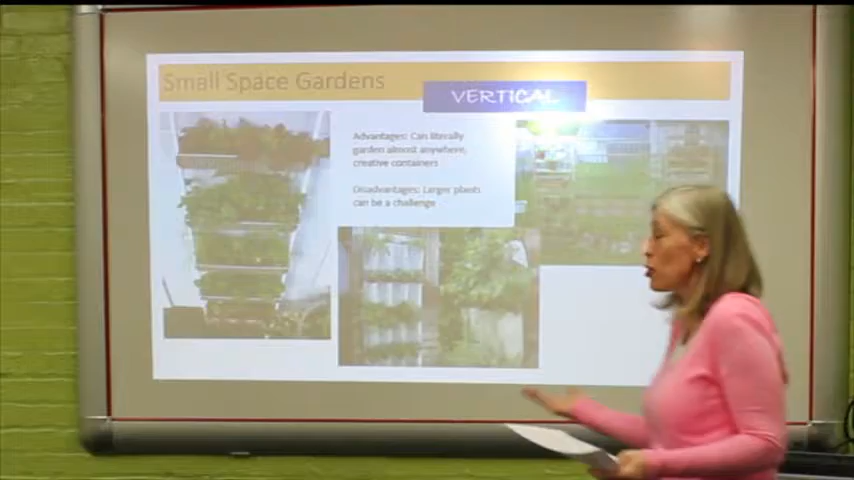 Small Space Gardens
VERTICAL
Advantages: Can literally
garden almost anywhere,
creative containers
Disadvantages: Larger plants
can be a challenge